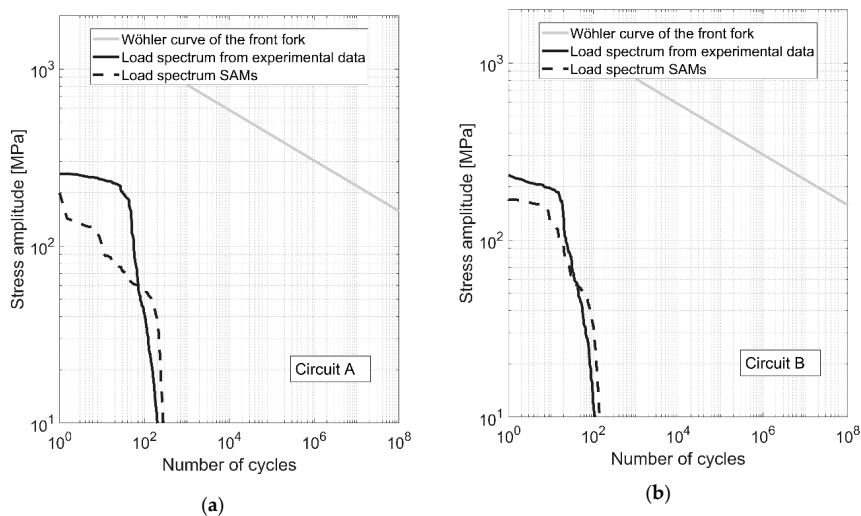 Wöhler curve of the front fork
Load spectrum from experimental data
Load spectrum SAMs
10^3
10^2
10^1
Stress amplitude [MPa]
Circuit A
10^0 10^2 10^4 10^6 10^8
Number of cycles
(a)
Wöhler curve of the front fork
Load spectrum from experimental data
Load spectrum SAMs
10^3
10^2
10^1
Stress amplitude [MPa]
Circuit B
10^0 10^2 10^4 10^6 10^8
Number of cycles
(b)